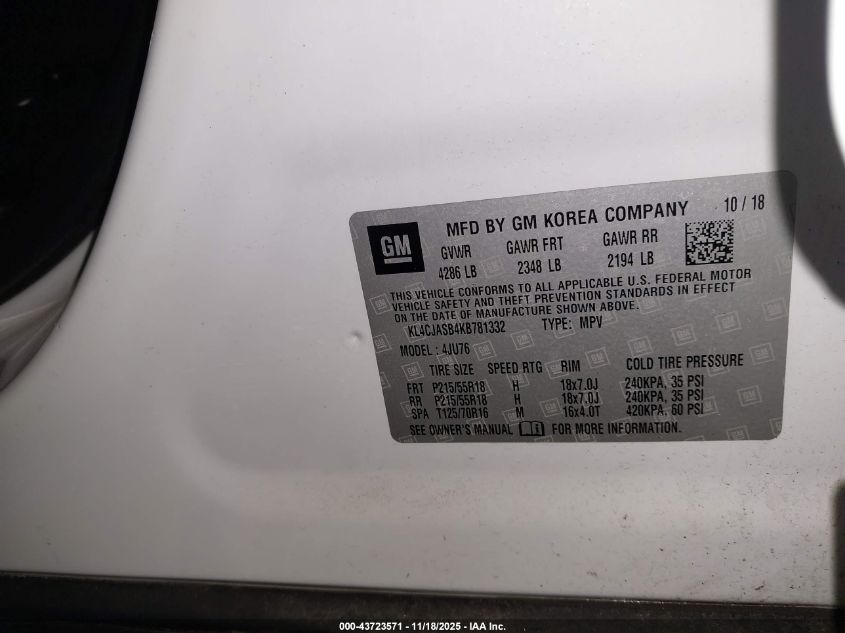 GM
MFD BY GM KOREA COMPANY 10 / 18
GVWR GAWR FRT GAWR RR
4286 LB 2348 LB 2194 LB
THIS VEHICLE CONFORMS TO ALL APPLICABLE U.S. FEDERAL MOTOR
VEHICLE SAFETY AND THEFT PREVENTION STANDARDS IN EFFECT
ON THE DATE OF MANUFACTURE SHOWN ABOVE.
KL4CJASB4KB781332 TYPE: MPV
MODEL : 4JU76
TIRE SIZE SPEED RTG RIM COLD TIRE PRESSURE
FRT P215/55R18 H 18x7.0J 240KPA, 35 PSI
RR P215/55R18 H 18x7.0J 240KPA, 35 PSI
SPA T125/70R16 M 16x4.0T 420KPA, 60 PSI
SEE OWNER'S MANUAL FOR MORE INFORMATION.
000-43723571 - 11/18/2025 - IAA Inc.